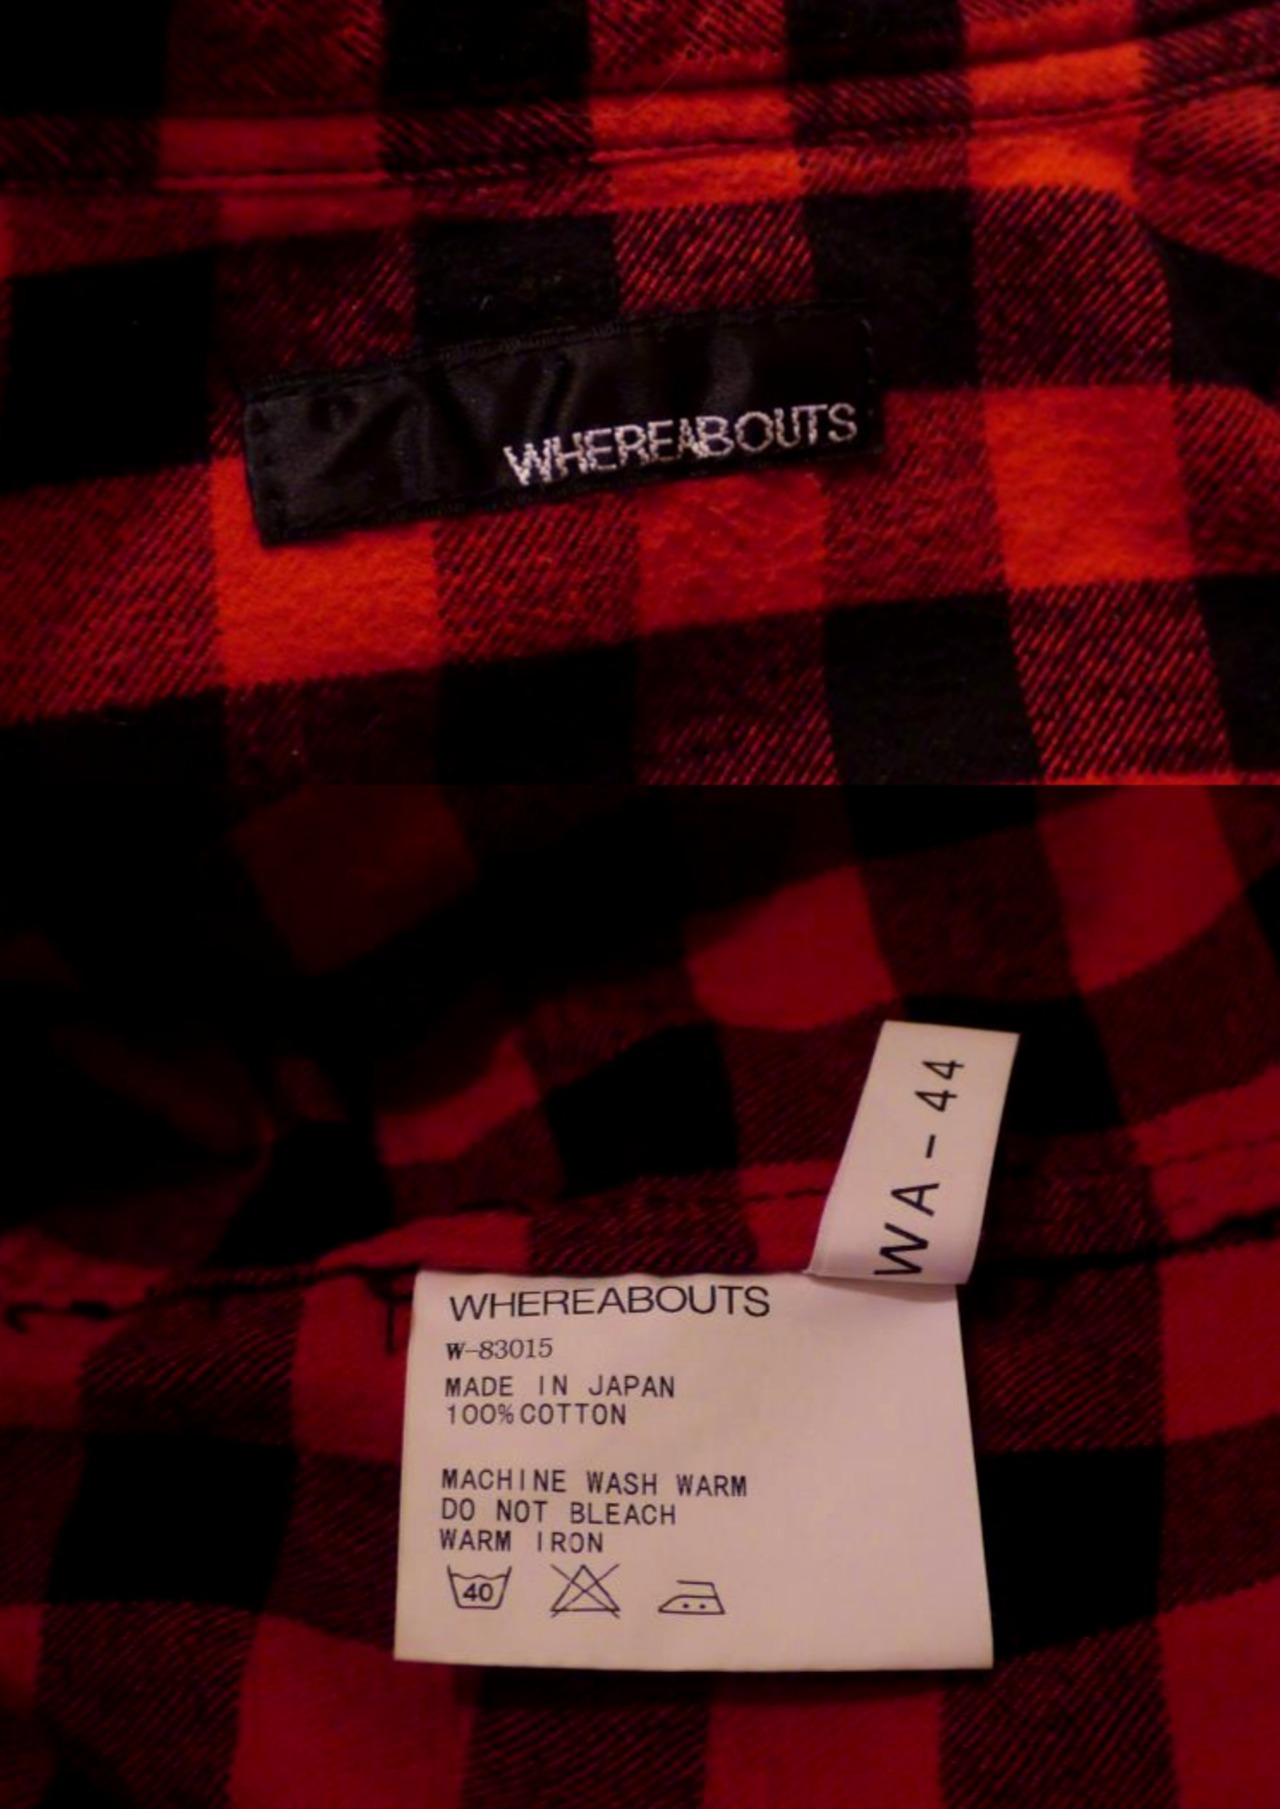 WHEREABOUTS
WA-44
WHEREABOUTS
W-83015
MADE IN JAPAN
100%COTTON
MACHINE WASH WARM
DO NOT BLEACH
WARM IRON
40